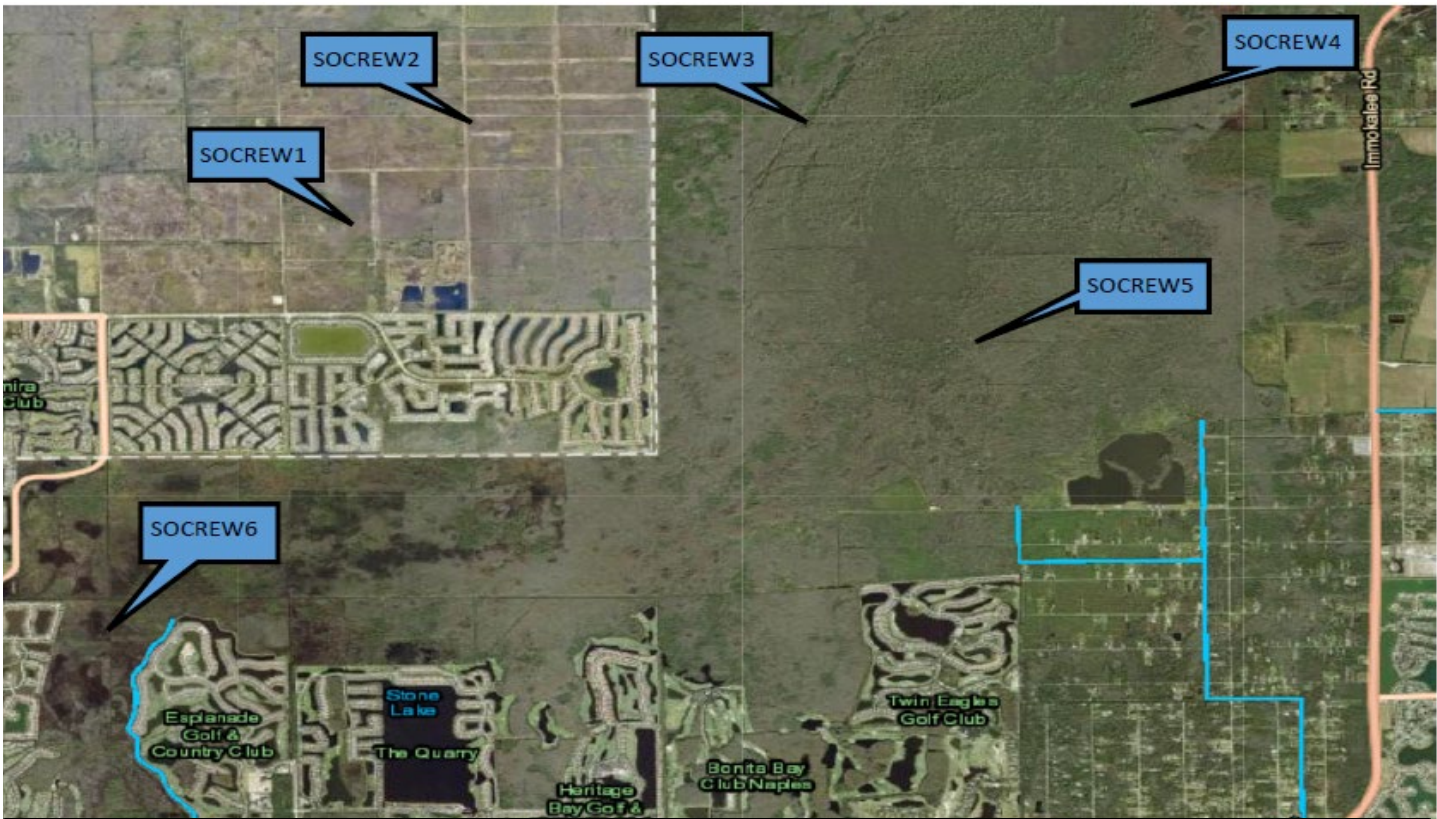 SOCREW4
SOCREW2
SOCREW3
SOCREW1
Immokalee Rd
SOCREW5
mira
Club
SOCREW6
Stone
Lake
Twin Eagles
Golf Club
Esplanade
Golf &
Country Club
The Quarry
Bonita Bay
Club Naples
Heritage
Bay Golf &